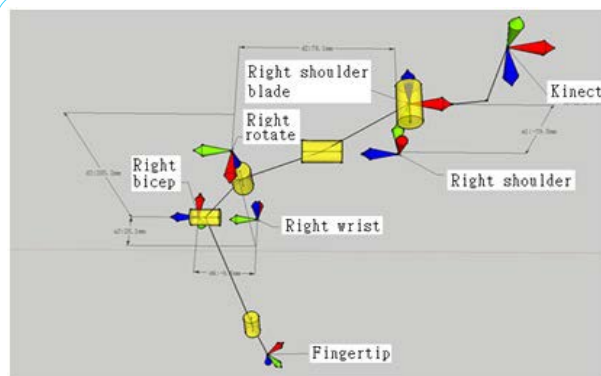 Right shoulder
blade
Kinect
Right
rotate
Right
bicep
Right shoulder
Right wrist
Fingertip